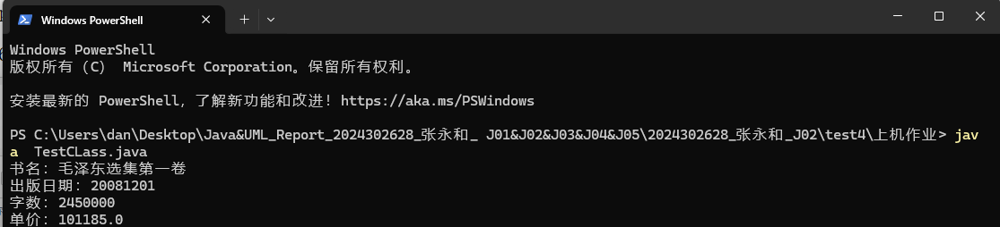 Windows PowerShell
Windows PowerShell
版权所有（C） Microsoft Corporation。保留所有权利。
安装最新的 PowerShell，了解新功能和改进！https://aka.ms/PSWindows
PS C:\Users\dan\Desktop\Java&UML_Report_2024302628_张永和_ J01&J02&J03&J04&J05\2024302628_张永和_J02\test4\上机作业> jav
a  TestCLass.java
书名：毛泽东选集第一卷
出版日期：20081201
字数：2450000
单价：101185.0